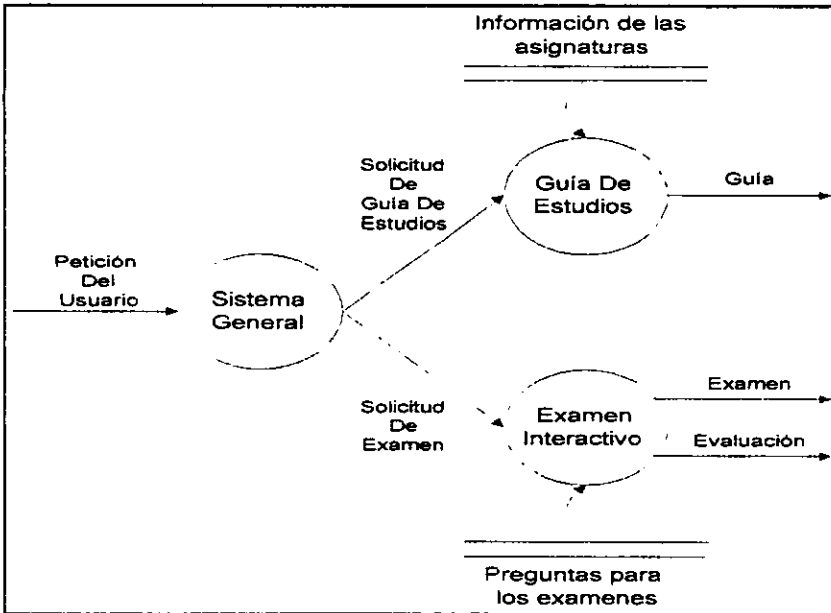 Información de las
asignaturas
Solicitud
De
Guía De
Estudios
Guía De
Estudios
Guía
Petición
Del
Usuario
Sistema
General
Solicitud
De
Examen
Examen
Interactivo
Examen
Evaluación
Preguntas para
los examenes